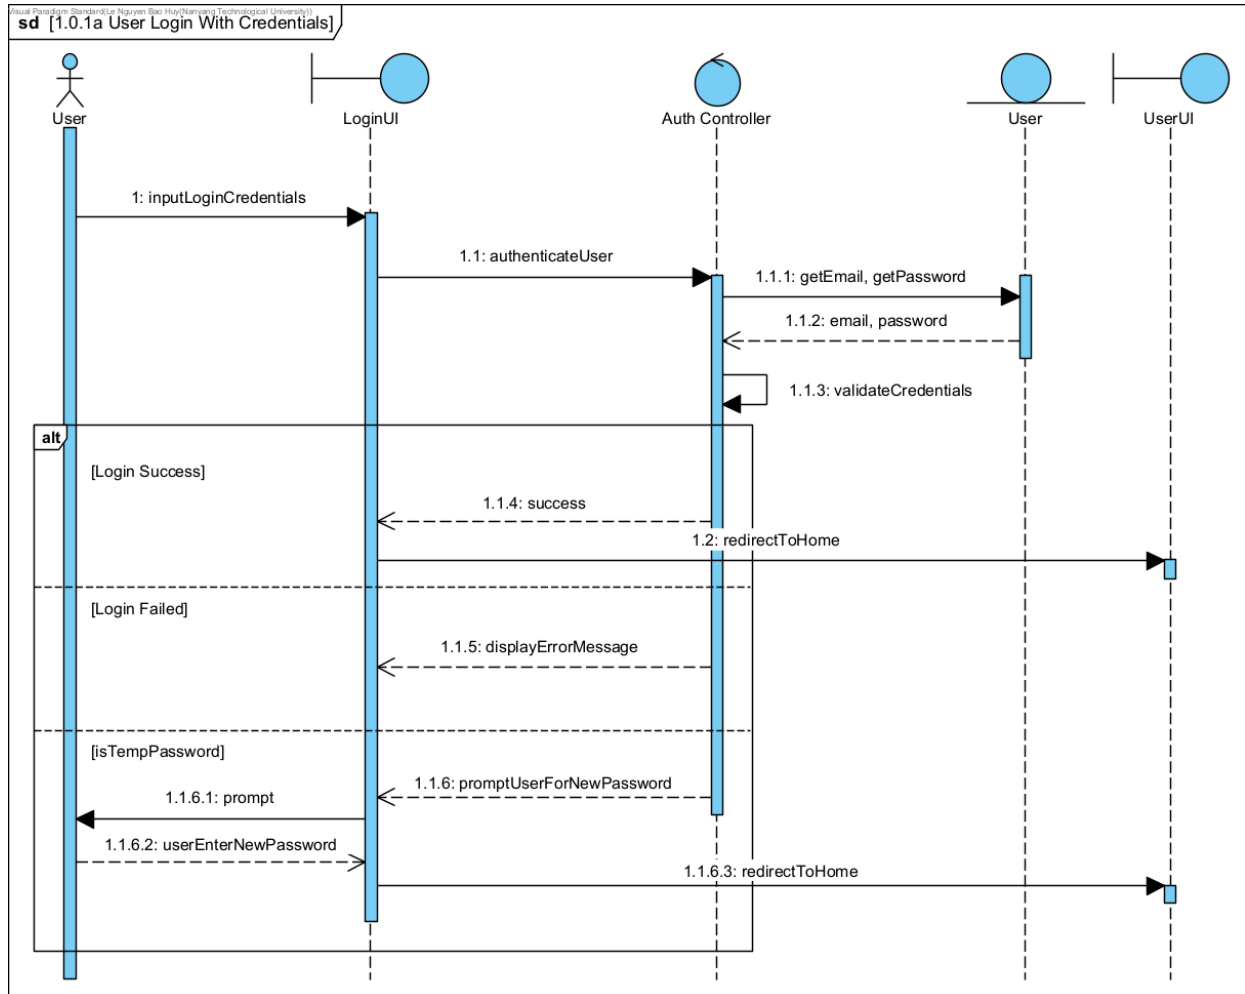 Visual Paradigm Standard(Le Nguyen Bao Huy(Nanyang Technological University))
sd [1.0.1a User Login With Credentials]
User
LoginUI
Auth Controller
User
UserUI
1: inputLoginCredentials
1.1: authenticateUser
1.1.1: getEmail, getPassword
1.1.2: email, password
1.1.3: validateCredentials
alt
[Login Success]
1.1.4: success
1.2: redirectToHome
[Login Failed]
1.1.5: displayErrorMessage
[isTempPassword]
1.1.6: promptUserForNewPassword
1.1.6.1: prompt
1.1.6.2: userEnterNewPassword
1.1.6.3: redirectToHome